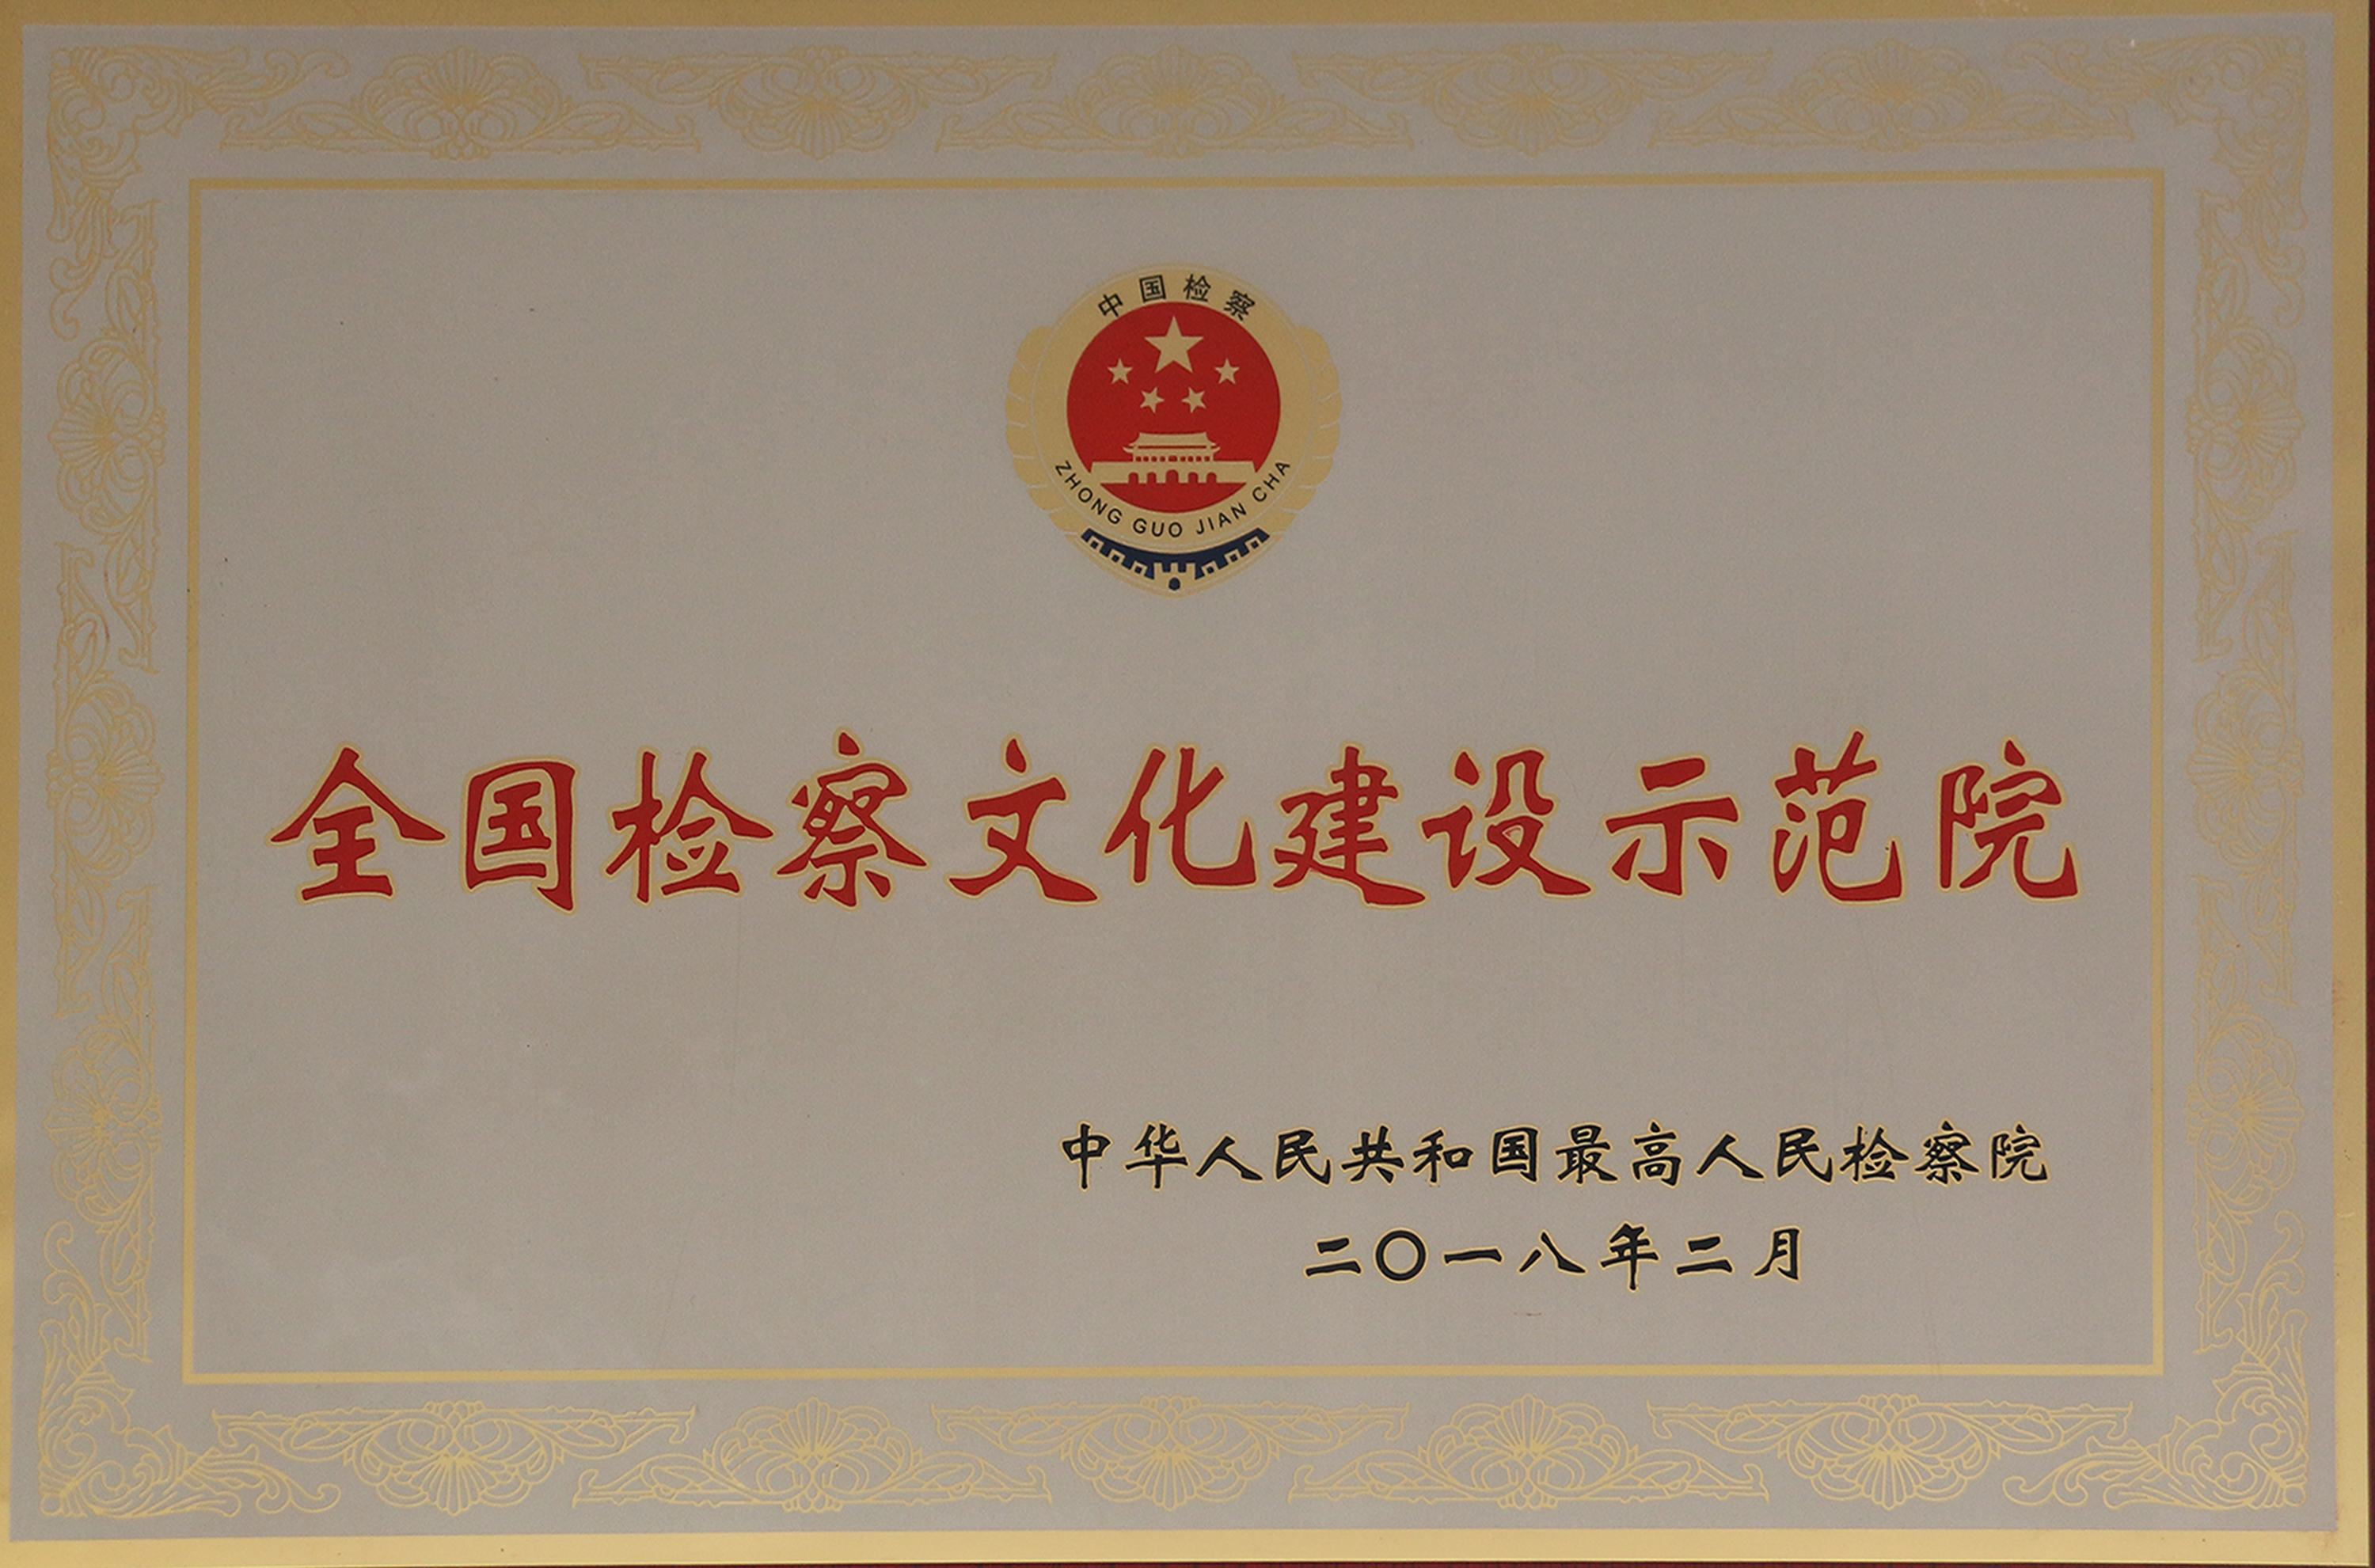 中国检察
ZHONG GUO JIAN CHA
全国检察文化建设示范院
中华人民共和国最高人民检察院
二〇一八年二月